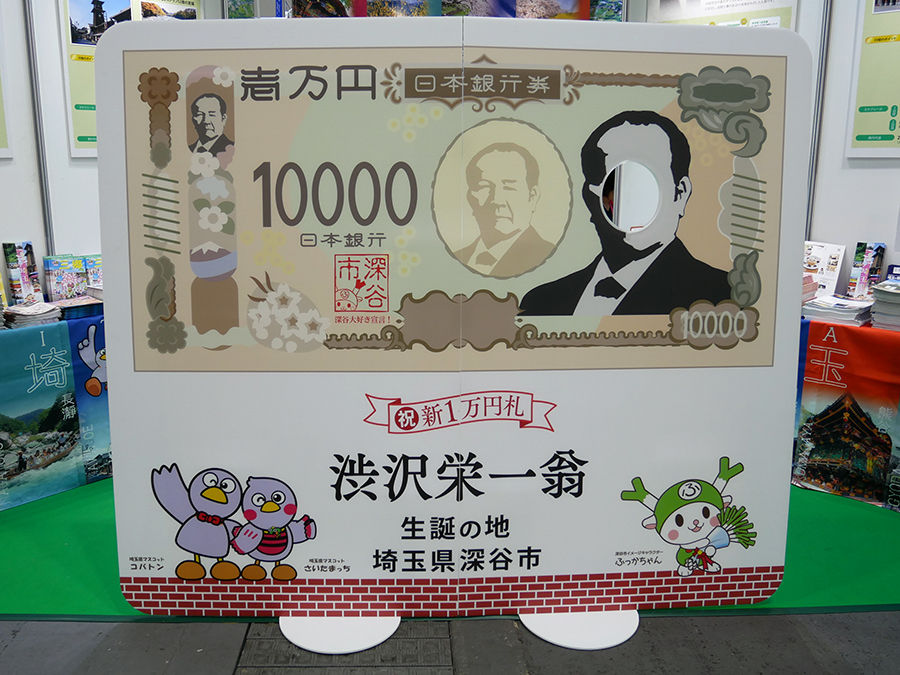 壱万円
日本銀行券
10000
日本銀行
深谷市
深谷大好き宣言!
10000
祝 新1万円札
渋沢栄一翁
生誕の地
埼玉県深谷市
埼玉県マスコット
コバトン
埼玉県マスコット
さいたまっち
深谷市イメージキャラクター
ふっかちゃん
I
埼
長瀞
A
玉